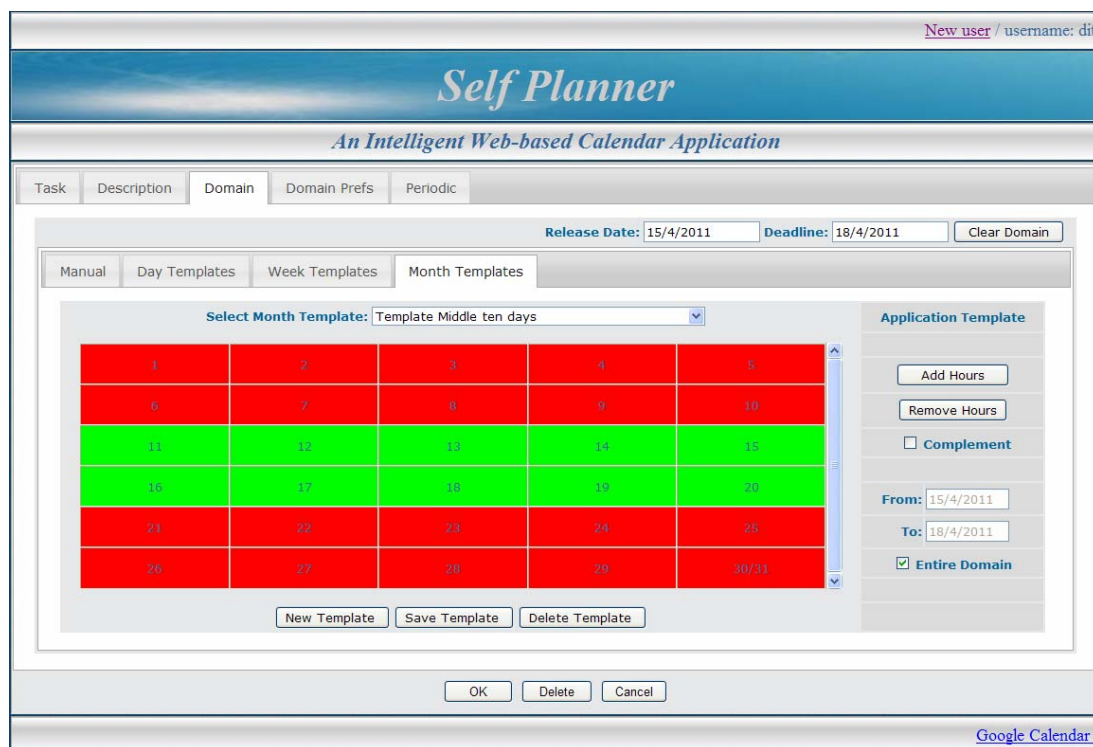 New user / username: dit
Self Planner
An Intelligent Web-based Calendar Application
Task Description Domain Domain Prefs Periodic
Release Date: 15/4/2011 Deadline: 18/4/2011 Clear Domain
Manual Day Templates Week Templates Month Templates
Select Month Template: Template Middle ten days
Application Template
1 2 3 4 5
Add Hours
6 7 8 9 10
Remove Hours
11 12 13 14 15
Complement
16 17 18 19 20
From: 15/4/2011
21 22 23 24 25
To: 18/4/2011
26 27 28 29 30/31
Entire Domain
New Template Save Template Delete Template
OK Delete Cancel
Google Calendar